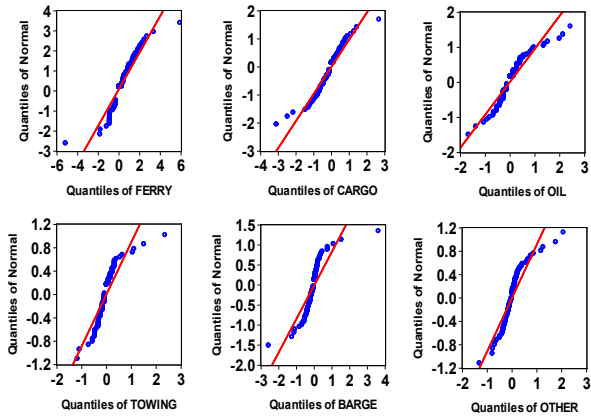 Quantiles of Normal
4
3
2
1
0
-1
-2
-3
-6 -4 -2 0 2 4 6
Quantiles of FERRY
Quantiles of Normal
2
1
0
-1
-2
-3
-4 -3 -2 -1 0 1 2 3
Quantiles of CARGO
Quantiles of Normal
2
1
0
-1
-2
-2 -1 0 1 2 3
Quantiles of OIL
Quantiles of Normal
1.2
0.8
0.4
0.0
-0.4
-0.8
-1.2
-2 -1 0 1 2 3
Quantiles of TOWING
Quantiles of Normal
1.5
1.0
0.5
0.0
-0.5
-1.0
-1.5
-2.0
-3 -2 -1 0 1 2 3 4
Quantiles of BARGE
Quantiles of Normal
1.2
0.8
0.4
0.0
-0.4
-0.8
-1.2
-2 -1 0 1 2 3
Quantiles of OTHER